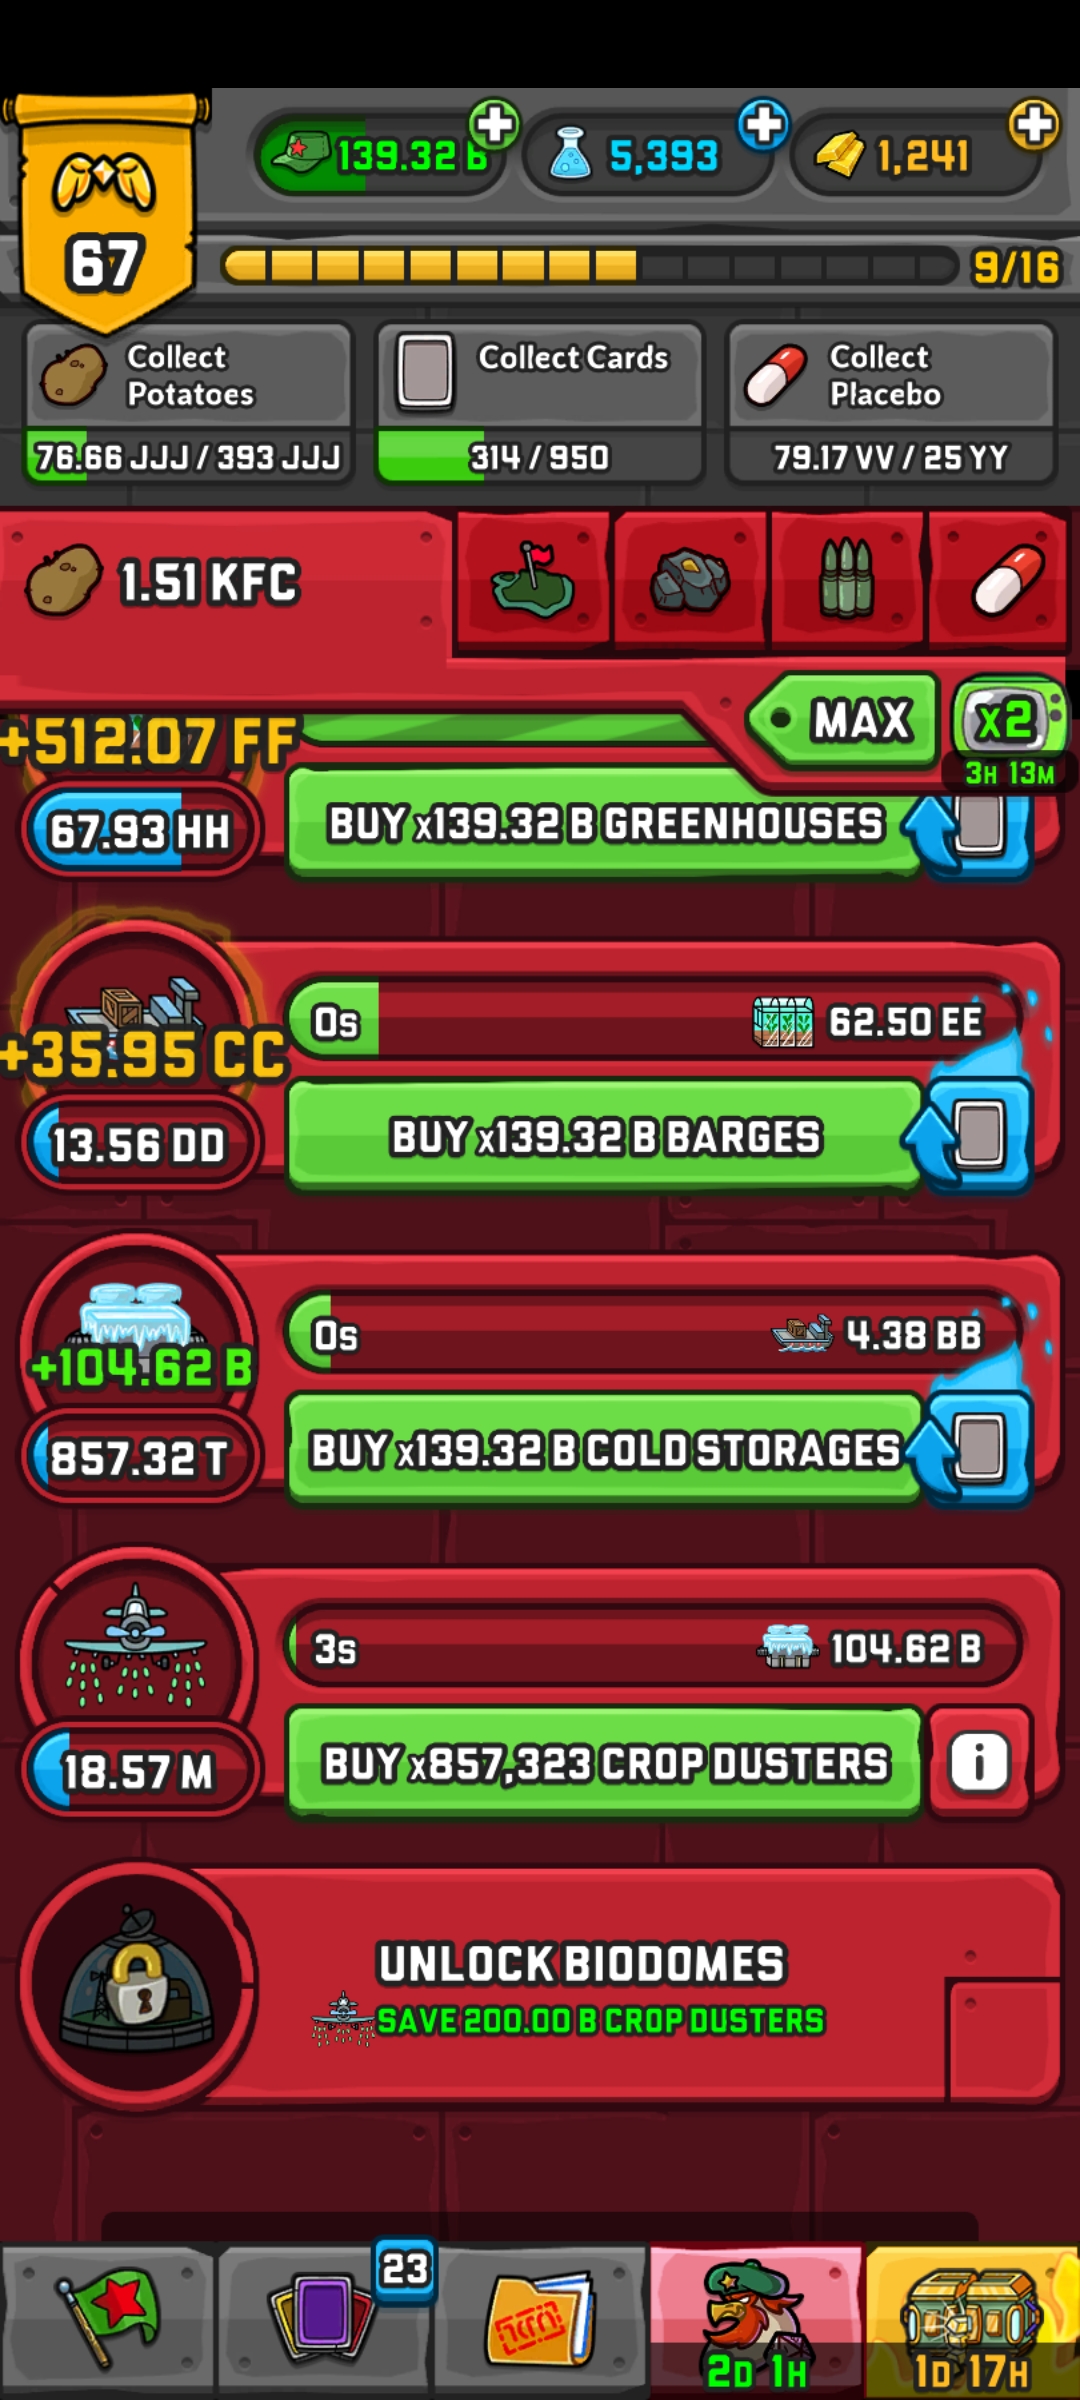 139.32 B
5,393
1,241
67
9/16
Collect
Potatoes
76.66 JJJ / 393 JJJ
Collect Cards
314 / 950
Collect
Placebo
79.17 VV / 25 YY
1.51 KFC
MAX
x2
3H 13M
+512.07 FF
67.93 HH
BUY x139.32 B GREENHOUSES
0s
62.50 EE
+35.95 CC
13.56 DD
BUY x139.32 B BARGES
0s
4.38 BB
+104.62 B
857.32 T
BUY x139.32 B COLD STORAGES
3s
104.62 B
18.57 M
BUY x857,323 CROP DUSTERS
i
UNLOCK BIODOMES
SAVE 200.00 B CROP DUSTERS
23
2D 1H
1D 17H